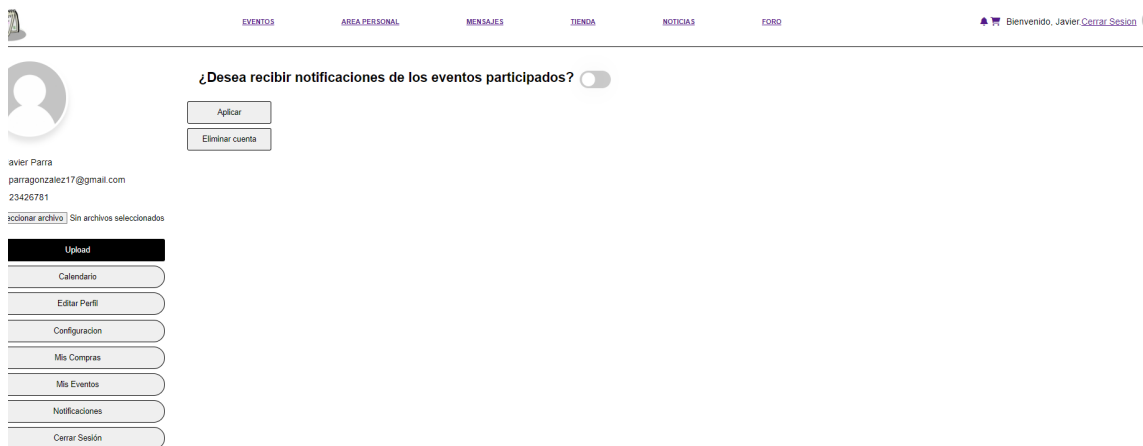 EVENTOS AREA PERSONAL MENSAJES TIENDA NOTICIAS FORO Bienvenido, Javier Cerrar Sesion
¿Desea recibir notificaciones de los eventos participados?
Aplicar
Eliminar cuenta
avier Parra
parragonzalez17@gmail.com
23426781
eccionar archivo Sin archivos seleccionados
Upload
Calendario
Editar Perfil
Configuracion
Mis Compras
Mis Eventos
Notificaciones
Cerrar Sesión